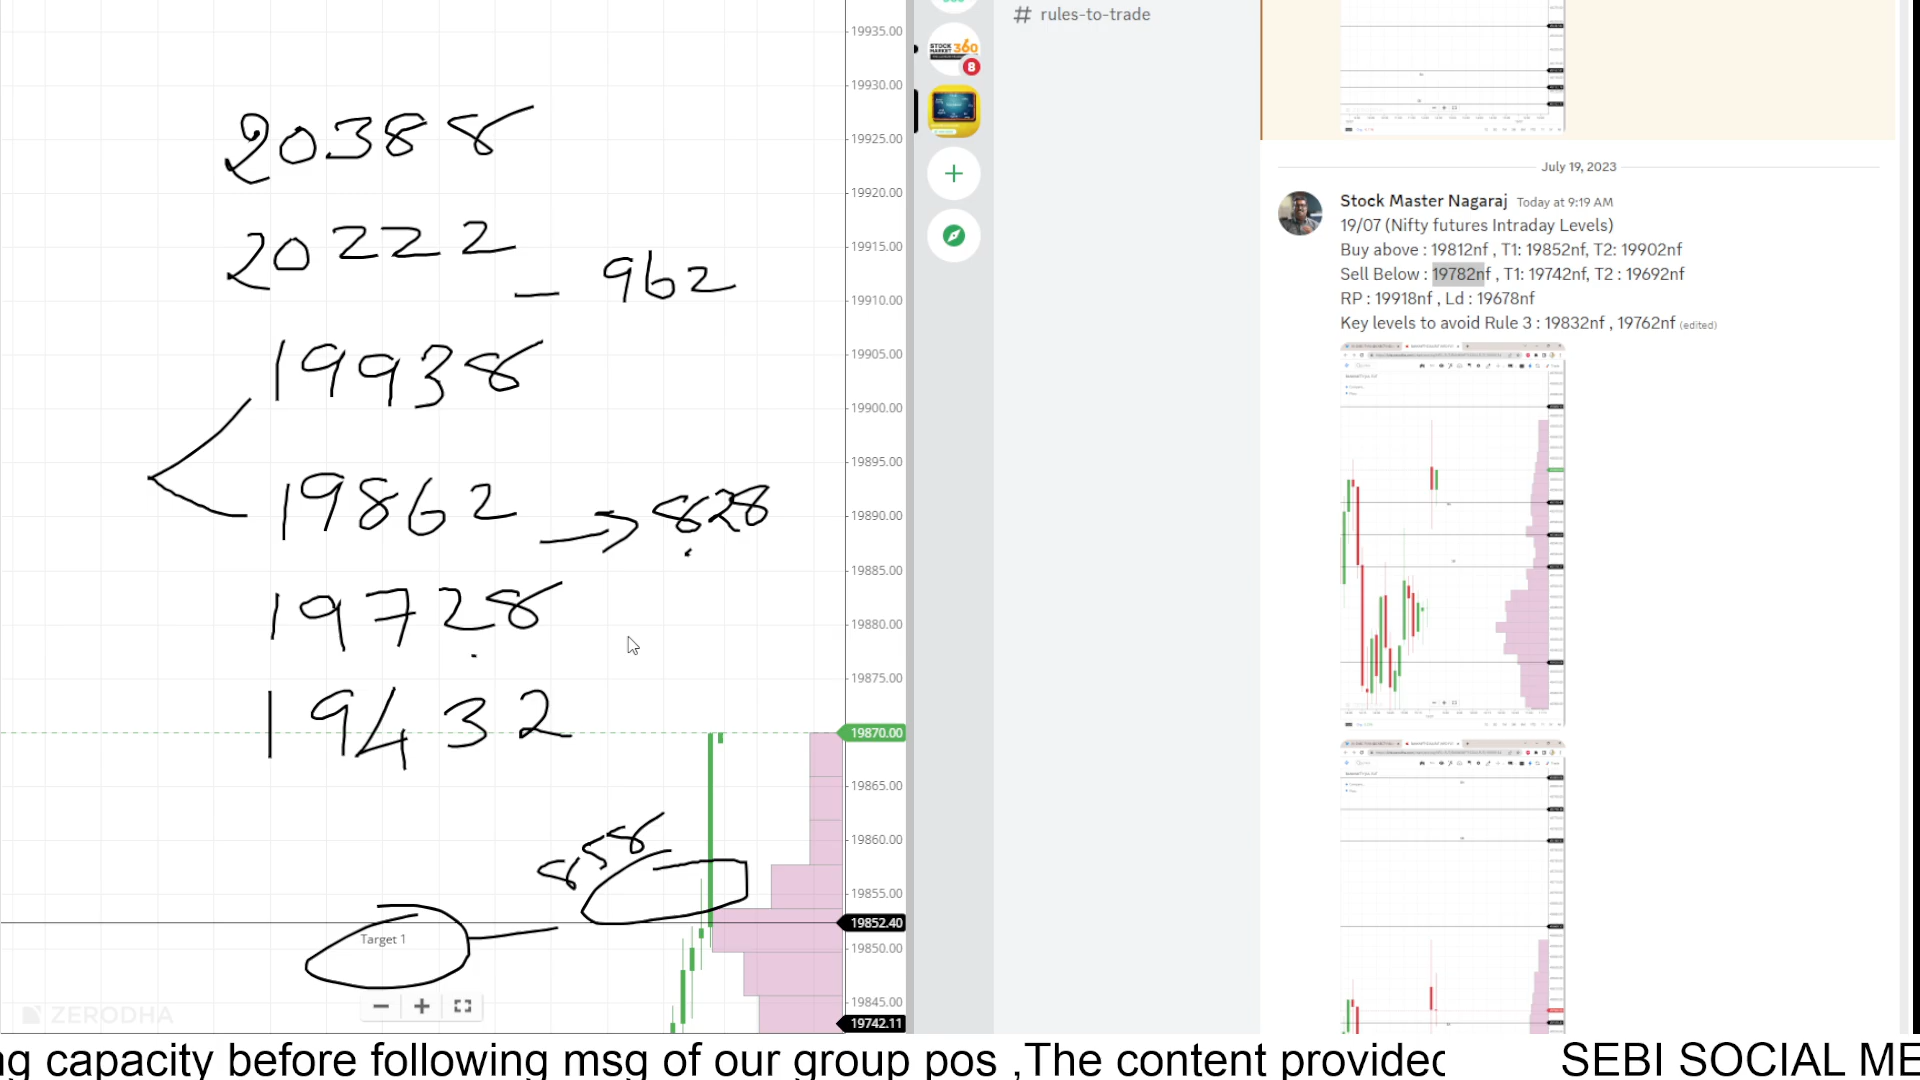 19935.00
19930.00
19925.00
19920.00
19915.00
19910.00
19905.00
19900.00
19895.00
19890.00
19885.00
19880.00
19875.00
19870.00
19865.00
19860.00
19855.00
19852.40
19850.00
19845.00
19742.11
20388
20222 - 962
19938
19862 → 828
19728
19432
858
Target 1
ZERODHA
# rules-to-trade
STOCK MARKET 360
8
July 19, 2023
Stock Master Nagaraj Today at 9:19 AM
19/07 (Nifty futures Intraday Levels)
Buy above : 19812nf , T1: 19852nf, T2: 19902nf
Sell Below : 19782nf , T1: 19742nf, T2 : 19692nf
RP : 19918nf , Ld : 19678nf
Key levels to avoid Rule 3 : 19832nf , 19762nf (edited)
ng capacity before following msg of our group pos ,The content provided
SEBI SOCIAL ME